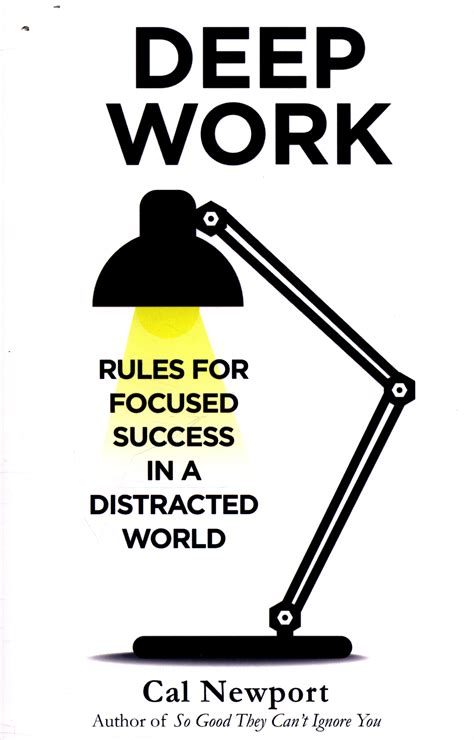 DEEP
WORK
RULES FOR
FOCUSED
SUCCESS
IN A
DISTRACTED
WORLD
Cal Newport
Author of So Good They Can't Ignore You